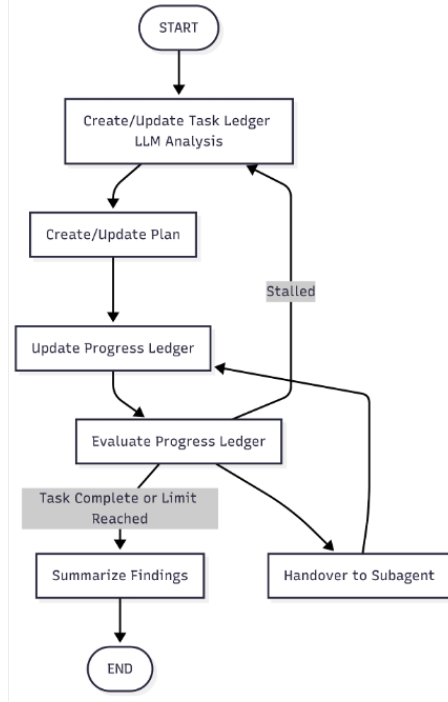 START
Create/Update Task Ledger
LLM Analysis
Create/Update Plan
Stalled
Update Progress Ledger
Evaluate Progress Ledger
Task Complete or Limit
Reached
Summarize Findings
Handover to Subagent
END